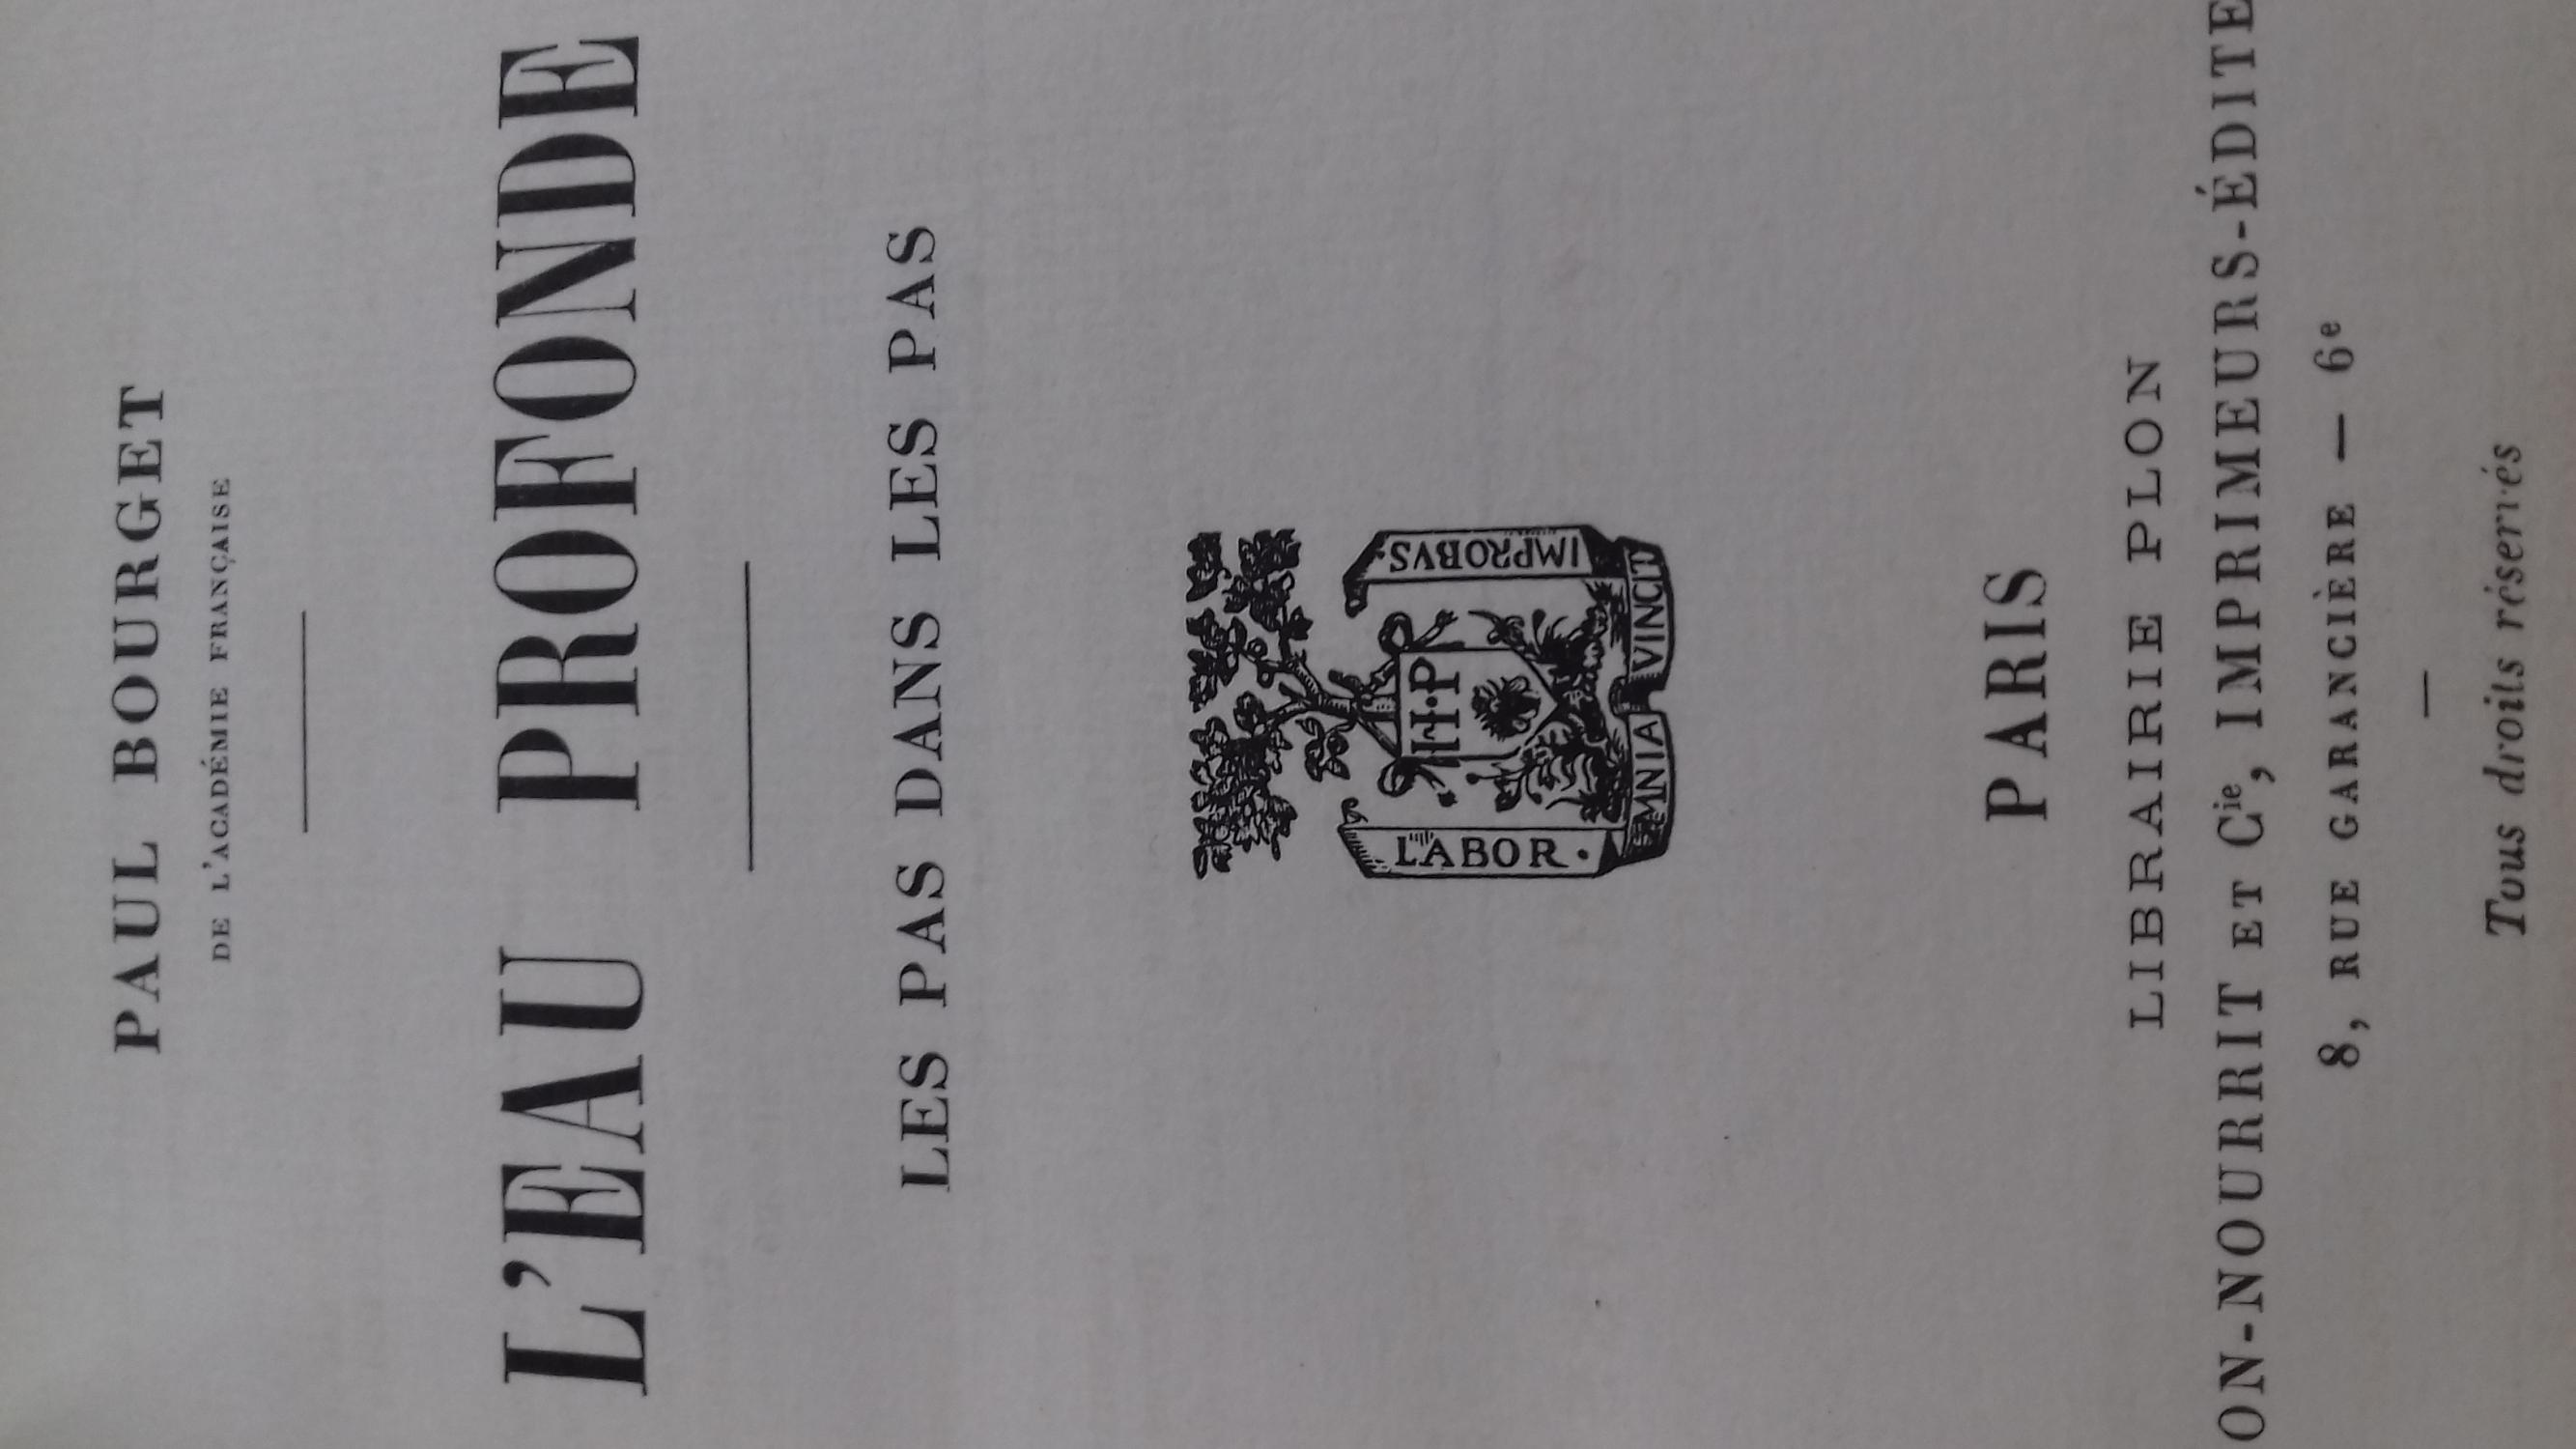 PAUL BOURGET
DE L'ACADÉMIE FRANÇAISE
L'EAU PROFONDE
LES PAS DANS LES PAS
H·P
LABOR·
OMNIA VINCIT
IMPROBVS·
PARIS
LIBRAIRIE PLON
ON-NOURRIT ET Cie, IMPRIMEURS-ÉDITE
8, RUE GARANCIÈRE — 6e
Tous droits réservés